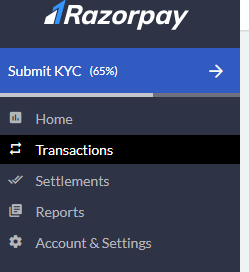 Razorpay
Submit KYC (65%)
Home
Transactions
Settlements
Reports
Account & Settings